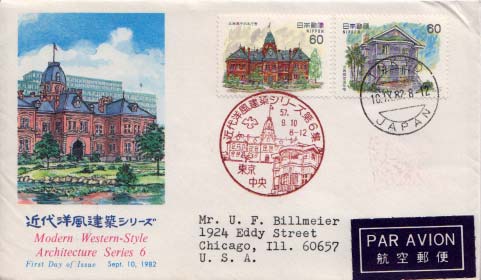 日本郵便
NIPPON
60
日本郵便
NIPPON
60
近代洋風建築シリーズ第6集
57.
9.10
8-12
東京
中央
10.IX.82.8-12
JAPAN
近代洋風建築シリーズ
Modern Western-Style
Architecture Series 6
First Day of Issue Sept. 10, 1982
Mr. U. F. Billmeier
1924 Eddy Street
Chicago, Ill. 60657
U. S. A.
PAR AVION
航空郵便